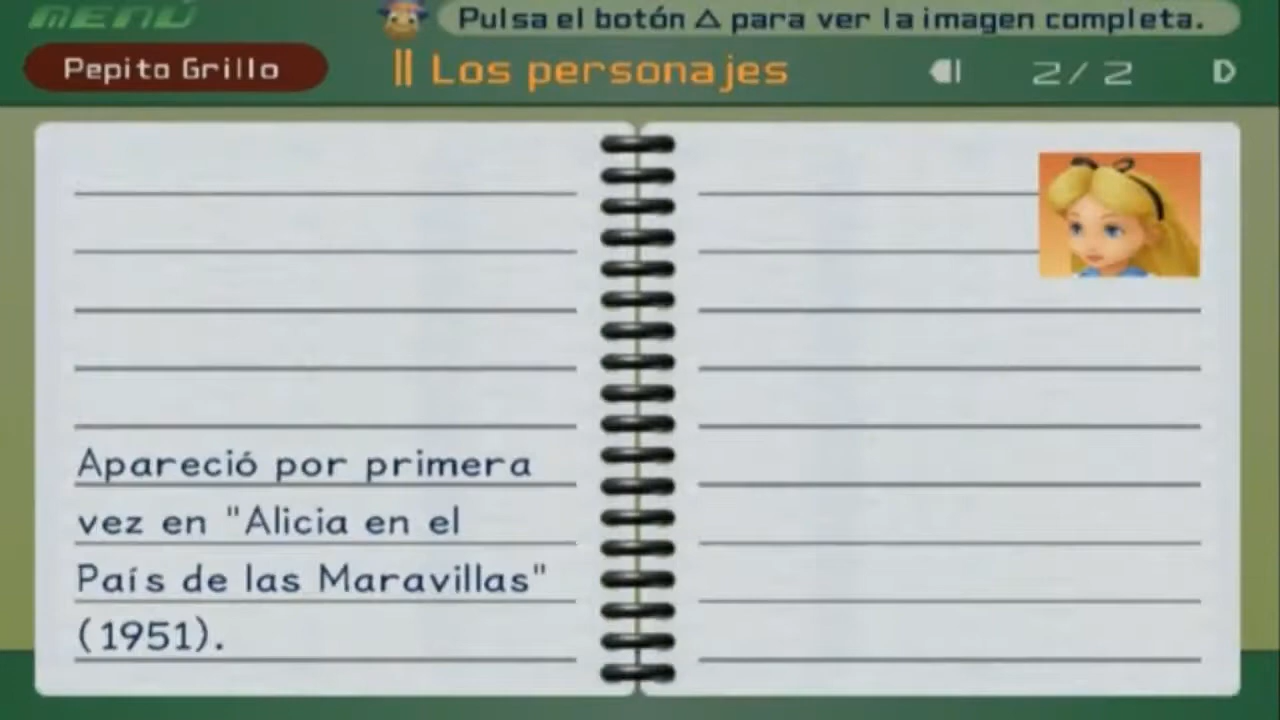 MENÚ
Pulsa el botón △ para ver la imagen completa.
Pepito Grillo
Los personajes
2/2
Apareció por primera
vez en "Alicia en el
País de las Maravillas"
(1951).